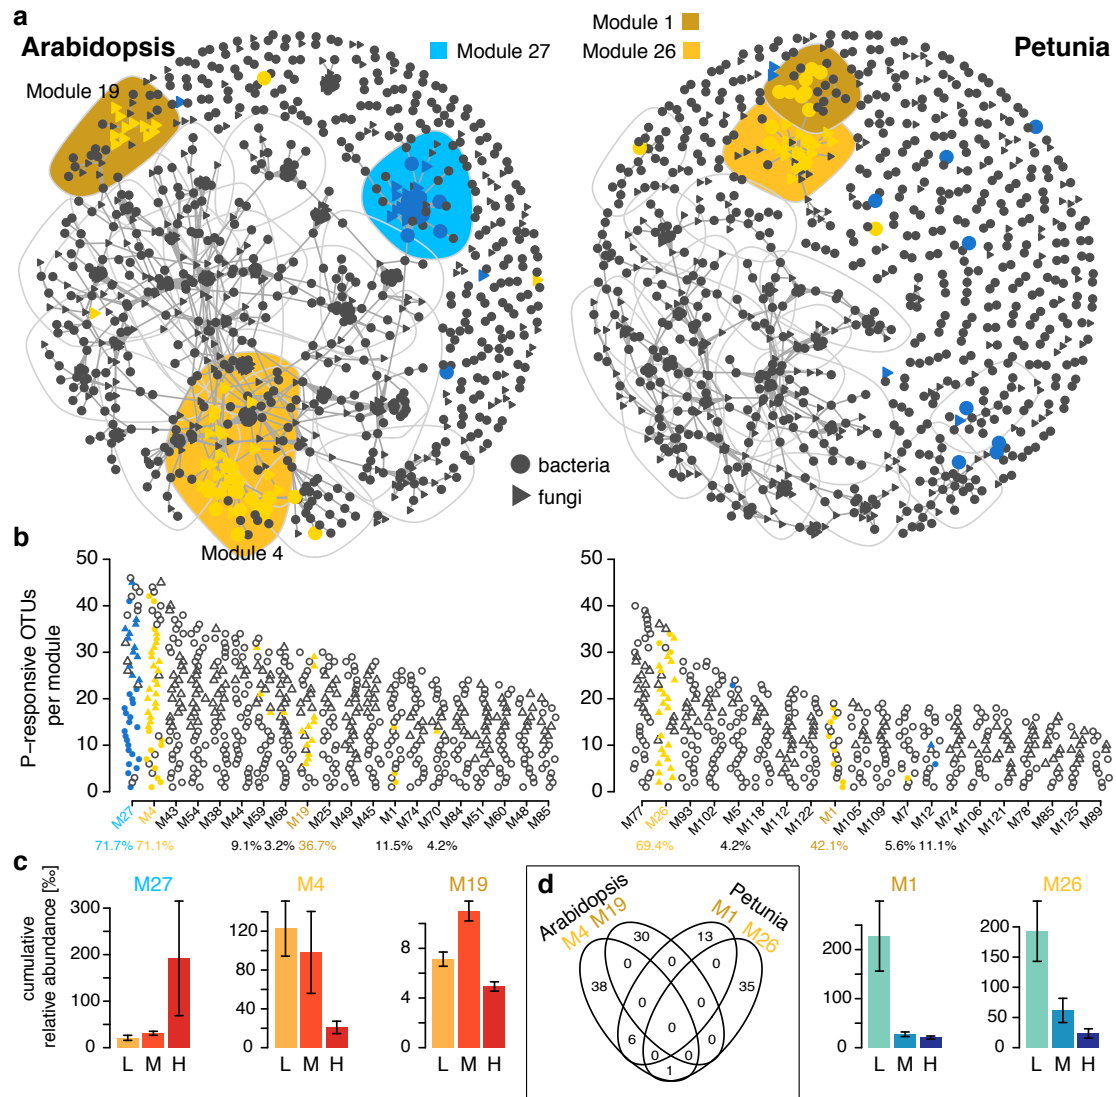 a
Arabidopsis
Module 27
Module 1
Module 26
Petunia
Module 19
bacteria
fungi
Module 4
b
P−responsive OTUs
per module
50
40
30
20
10
0
M27 M4 M43 M54 M38 M44 M59 M68 M19 M25 M49 M45 M1 M74 M70 M84 M51 M60 M48 M85
71.7% 71.1% 9.1% 3.2% 36.7% 11.5% 4.2%
50
40
30
20
10
0
M77 M26 M93 M102 M5 M118 M112 M122 M1 M105 M109 M7 M12 M74 M106 M121 M78 M85 M125 M89
69.4% 4.2% 42.1% 5.6% 11.1%
c
cumulative
relative abundance [‰]
M27
300
200
100
0
L M H
M4
120
80
40
0
L M H
M19
8
4
0
L M H
d
Arabidopsis
M4 M19
Petunia
M1 M26
30 13
0 0 0
38 35
0 0
0
6 0 0
1
M1
200
100
0
L M H
M26
200
150
100
50
0
L M H